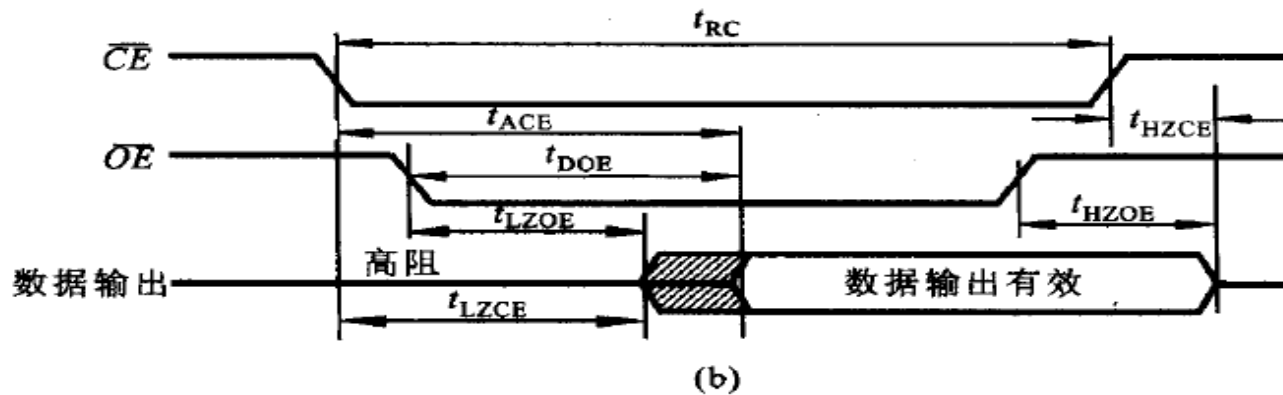 t_RC
CE
t_ACE
t_HZCE
OE
t_DOE
t_LZOE
t_HZOE
高阻
数据输出
数据输出有效
t_LZCE
(b)